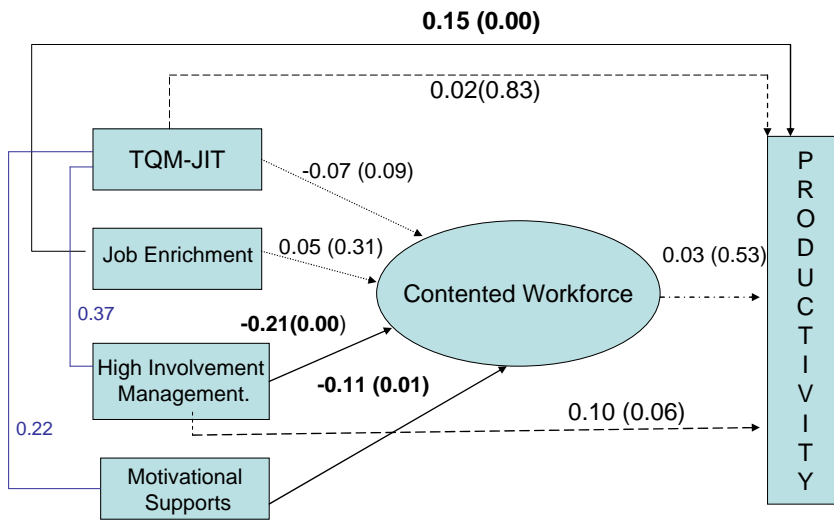 0.15 (0.00)
0.02(0.83)
TQM-JIT
-0.07 (0.09)
Job Enrichment
0.05 (0.31)
Contented Workforce
0.03 (0.53)
0.37
-0.21(0.00)
High Involvement
Management.
-0.11 (0.01)
0.10 (0.06)
0.22
Motivational
Supports
P
R
O
D
U
C
T
I
V
I
T
Y